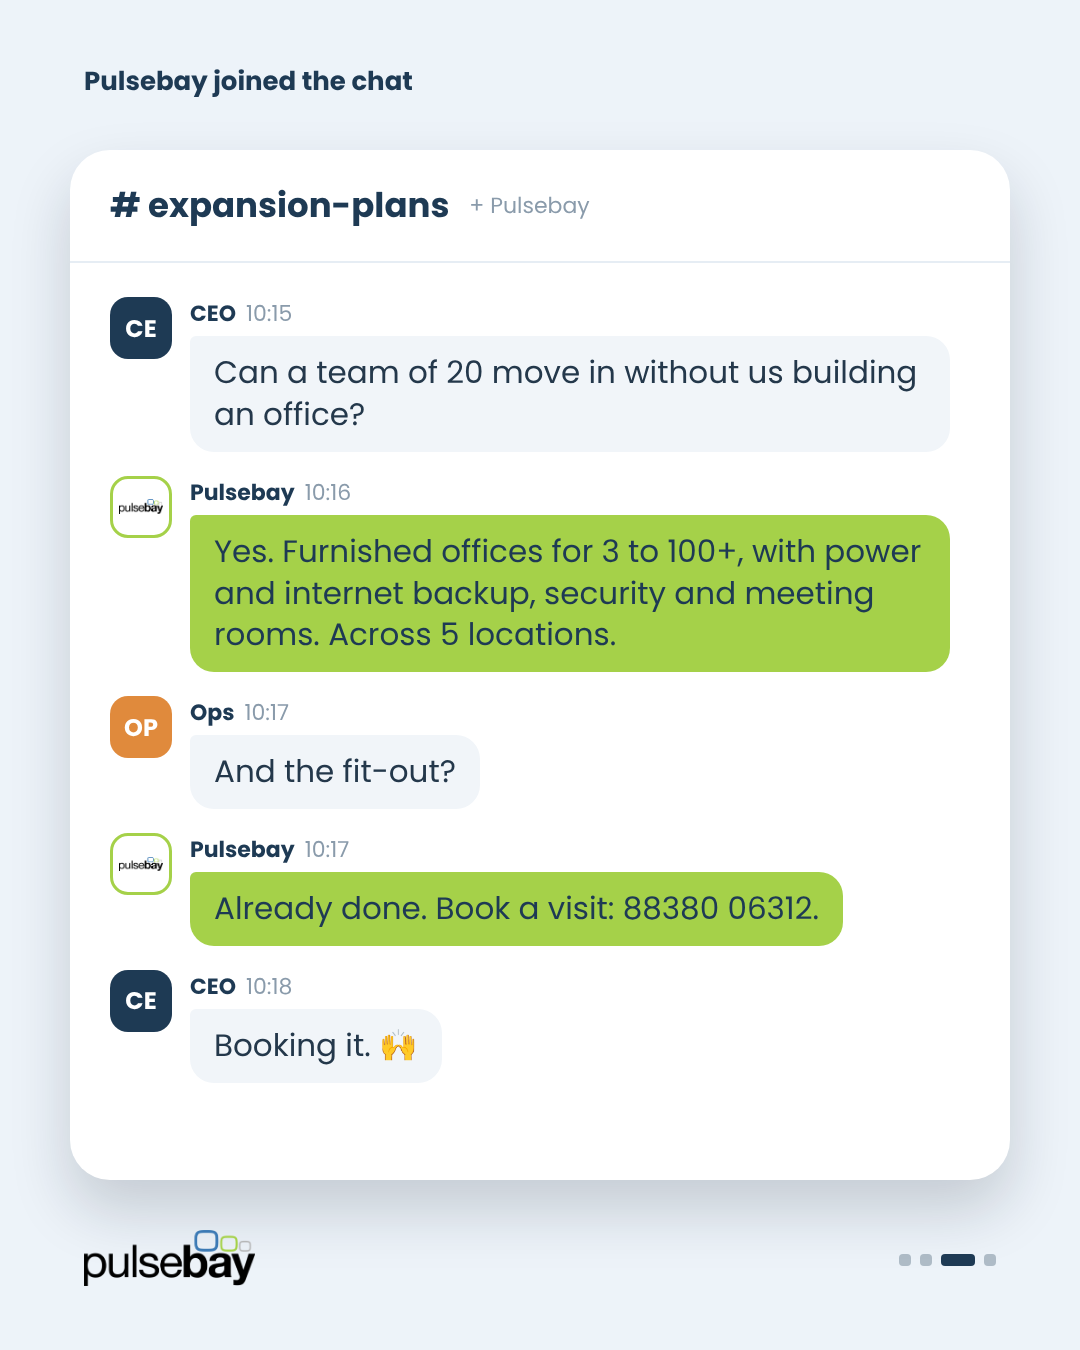 Pulsebay joined the chat
# expansion-plans + Pulsebay
CE
CEO 10:15
Can a team of 20 move in without us building
an office?
pulsebay
Pulsebay 10:16
Yes. Furnished offices for 3 to 100+, with power
and internet backup, security and meeting
rooms. Across 5 locations.
OP
Ops 10:17
And the fit-out?
pulsebay
Pulsebay 10:17
Already done. Book a visit: 88380 06312.
CE
CEO 10:18
Booking it. 🙌
pulsebay